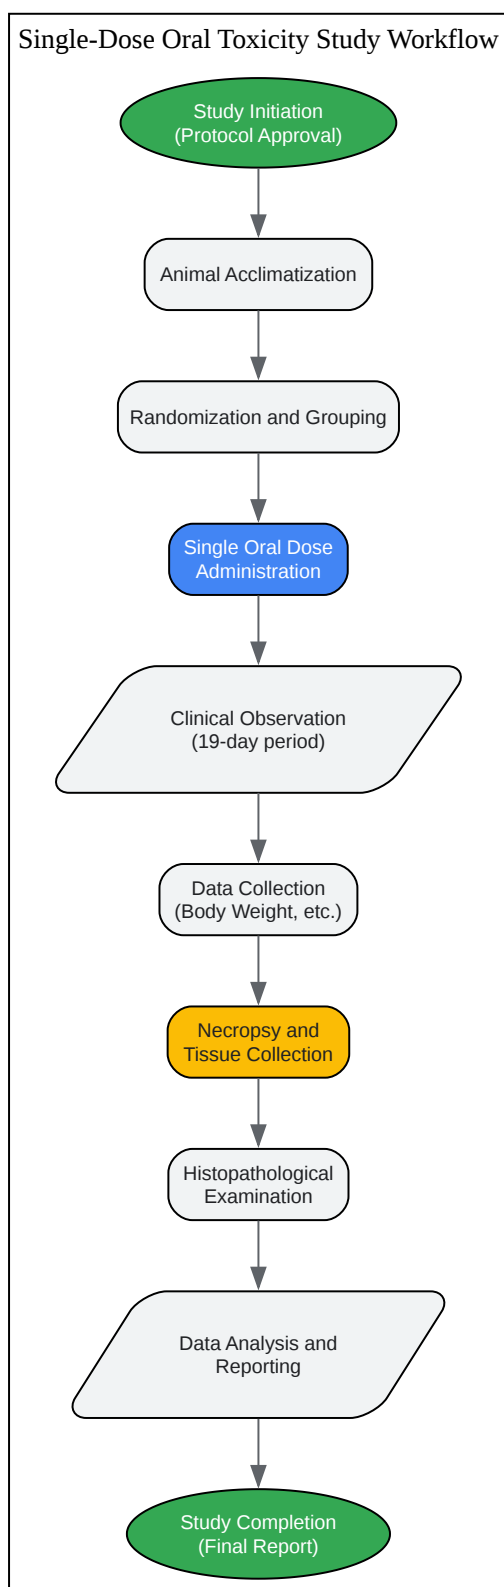 Single-Dose Oral Toxicity Study Workflow
Study Initiation
(Protocol Approval)
Animal Acclimatization
Randomization and Grouping
Single Oral Dose
Administration
Clinical Observation
(19-day period)
Data Collection
(Body Weight, etc.)
Necropsy and
Tissue Collection
Histopathological
Examination
Data Analysis and
Reporting
Study Completion
(Final Report)